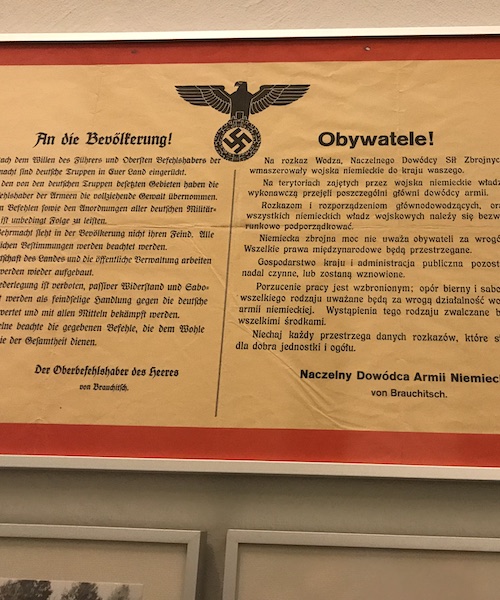 An die Bevölkerung!
nach dem Willen des Führers und Obersten Befehlshabers der
macht sind deutsche Truppen in Euer Land eingerückt.
den von den deutschen Truppen besetzten Gebieten haben die
befehlshaber der Armeen die vollziehende Gewalt übernommen.
en Befehlen sowie den Anordnungen aller deutschen Militär-
ist unbedingt Folge zu leisten.
Wehrmacht sieht in der Bevölkerung nicht ihren Feind. Alle
lichen Bestimmungen werden beachtet werden.
schaft des Landes und die öffentliche Verwaltung arbeiten
werden wieder aufgebaut.
iederlegung ist verboten, passiver Widerstand und Sabo-
werden als feindselige Handlung gegen die deutsche
wertet und mit allen Mitteln bekämpft werden.
elne beachte die gegebenen Befehle, die dem Wohle
ie der Gesamtheit dienen.
Der Oberbefehlshaber des Heeres
von Brauchitsch.
Obywatele!
Na rozkaz Wodza, Naczelnego Dowódcy Sił Zbrojnyc
wmaszerowały wojska niemieckie do kraju waszego.
Na terytoriach zajętych przez wojska niemieckie władz
wykonawczą przejęli poszczególni główni dowódcy armii.
Rozkazom i rozporządzeniom głównodowodzących, ora
wszystkich niemieckich władz wojskowych należy się bezw
runkowo podporządkować.
Niemiecka zbrojna moc nie uważa obywateli za wrogó
Wszelkie prawa międzynarodowe będą przestrzegane.
Gospodarstwo kraju i administracja publiczna pozost
nadal czynne, lub zostaną wznowione.
Porzucenie pracy jest wzbronionym; opór bierny i sabo
wszelkiego rodzaju uważane będą za wrogą działalność wo
armii niemieckiej. Wystąpienia tego rodzaju zwalczane b
wszelkimi środkami.
Niechaj każdy przestrzega danych rozkazów, które s
dla dobra jednostki i ogółu.
Naczelny Dowódca Armii Niemiec
von Brauchitsch.